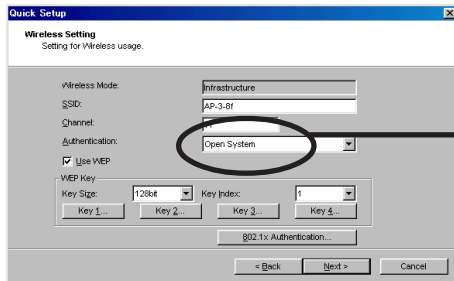 Quick Setup
Wireless Setting
Setting for Wireless usage.
Wireless Mode: Infrastructure
SSID: AP-3-8f
Channel:
Authentication: Open System
Use WEP
WEP Key
Key Size: 128bit Key Index: 1
Key 1... Key 2... Key 3... Key 4...
802.1x Authentication...
< Back Next > Cancel